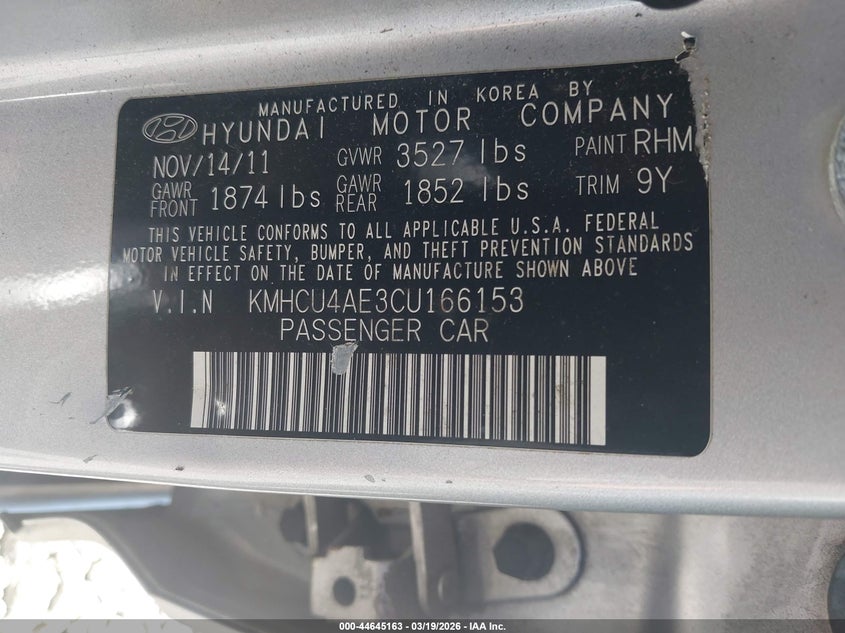 MANUFACTURED IN KOREA BY
HYUNDAI MOTOR COMPANY
NOV/14/11 GVWR 3527 lbs PAINT RHM
GAWR FRONT 1874 lbs GAWR REAR 1852 lbs TRIM 9Y
THIS VEHICLE CONFORMS TO ALL APPLICABLE U.S.A. FEDERAL
MOTOR VEHICLE SAFETY, BUMPER, AND THEFT PREVENTION STANDARDS
IN EFFECT ON THE DATE OF MANUFACTURE SHOWN ABOVE
V.I.N KMHCU4AE3CU166153
PASSENGER CAR
000-44645163 - 03/19/2026 - IAA Inc.